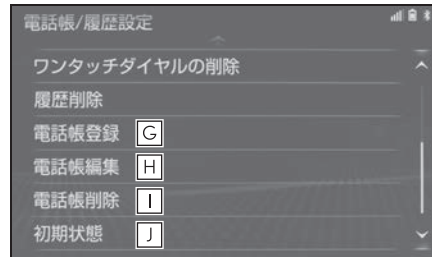 電話帳/履歴設定
ワンタッチダイヤルの削除
履歴削除
電話帳登録 G
電話帳編集 H
電話帳削除 I
初期状態 J